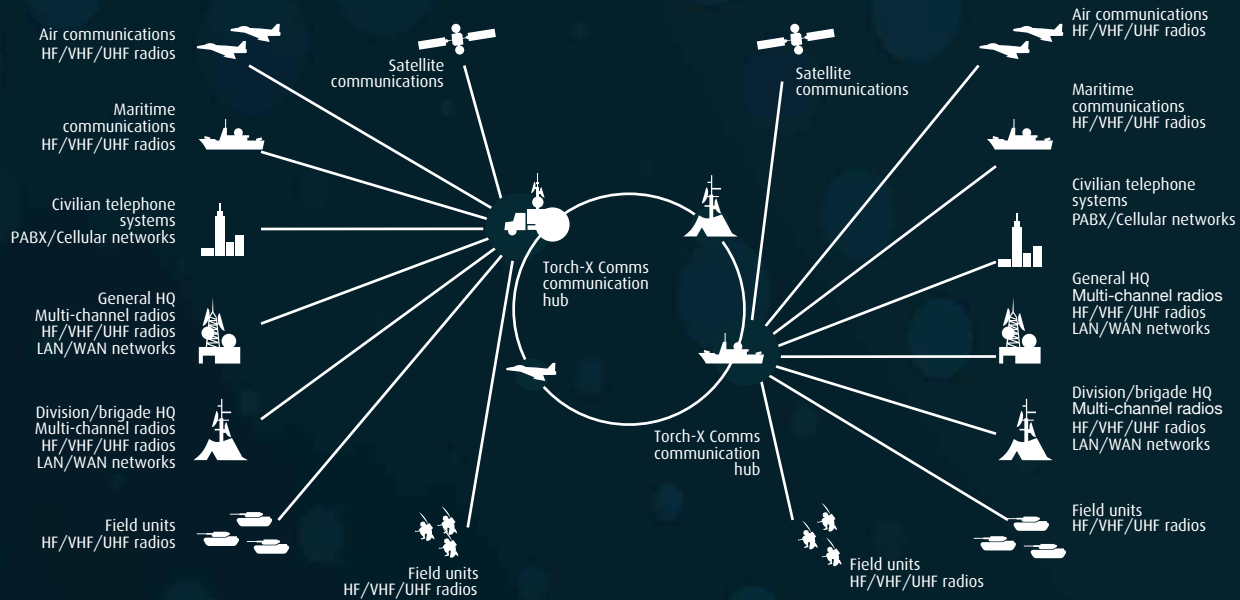 Air communications
HF/VHF/UHF radios
Satellite
communications
Maritime
communications
HF/VHF/UHF radios
Civilian telephone
systems
PABX/Cellular networks
General HQ
Multi-channel radios
HF/VHF/UHF radios
LAN/WAN networks
Division/brigade HQ
Multi-channel radios
HF/VHF/UHF radios
LAN/WAN networks
Field units
HF/VHF/UHF radios
Field units
HF/VHF/UHF radios
Torch-X Comms
communication
hub
Torch-X Comms
communication
hub
Satellite
communications
Air communications
HF/VHF/UHF radios
Maritime
communications
HF/VHF/UHF radios
Civilian telephone
systems
PABX/Cellular networks
General HQ
Multi-channel radios
HF/VHF/UHF radios
LAN/WAN networks
Division/brigade HQ
Multi-channel radios
HF/VHF/UHF radios
LAN/WAN networks
Field units
HF/VHF/UHF radios
Field units
HF/VHF/UHF radios